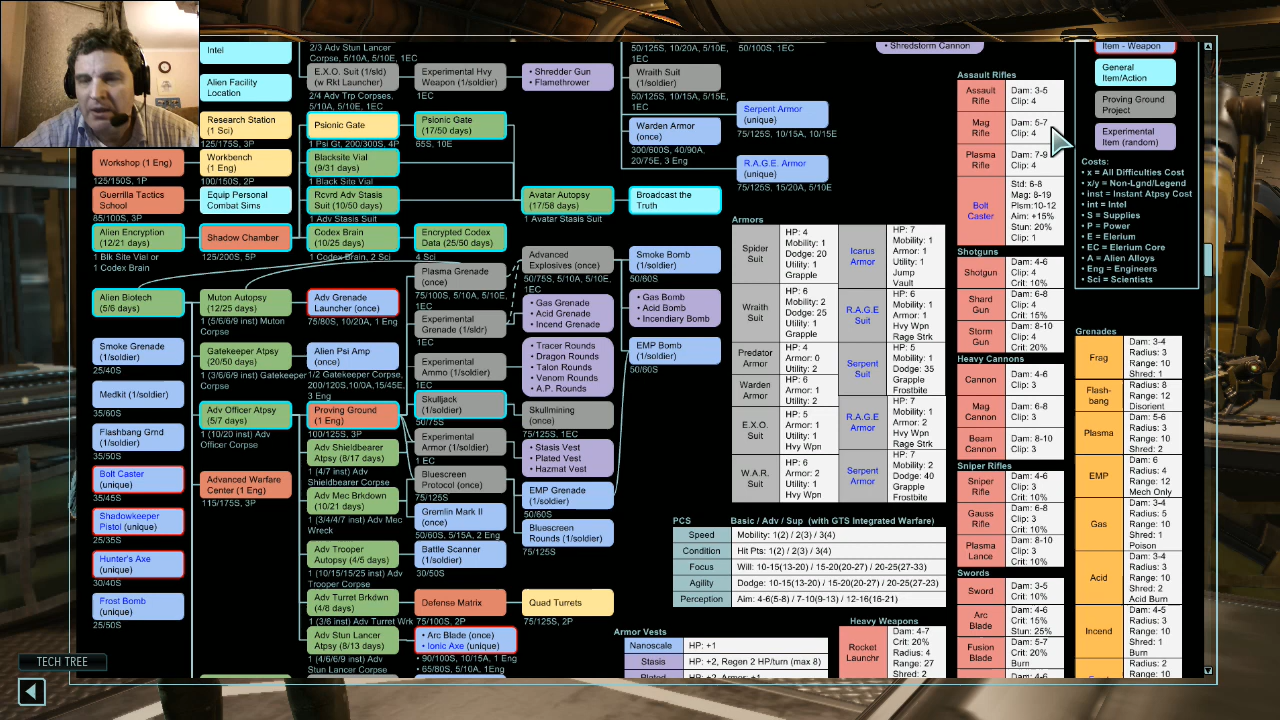 Intel
Alien Facility
Location
Research Station
(1 Sci)
125/175S, 3P
Workshop (1 Eng)
125/150S, 1P
Workbench
(1 Eng)
100/150S, 2P
Guerrilla Tactics
School
85/100S, 3P
Equip Personal
Combat Sims
Alien Encryption
(12/21 days)
1 Blk Site Vial or
1 Codex Brain
Shadow Chamber
125/200S, 5P
2/3 Adv Stun Lancer
Corpse, 5/10A, 5/10E, 1EC
E.X.O. Suit (1/sld)
(w Rkt Launcher)
2/4 Adv Trp Corpses,
5/10A, 5/10E, 1EC
Psionic Gate
1 Psi Gt, 200/300S, 4P
Blacksite Vial
(9/31 days)
1 Black Site Vial
Rcvrd Adv Stasis
Suit (10/50 days)
1 Adv Stasis Suit
Codex Brain
(10/25 days)
1 Codex Brain, 2 Sci
Experimental Hvy
Weapon (1/soldier)
1EC
Psionic Gate
(17/50 days)
65S, 10E
Encrypted Codex
Data (25/50 days)
4 Sci
• Shredder Gun
• Flamethrower
Avatar Autopsy
(17/58 days)
1 Avatar Stasis Suit
Broadcast the
Truth
50/125S, 10/20A, 5/10E,
1EC
50/100S, 1EC
Wraith Suit
(1/soldier)
50/125S, 10/15A, 5/15E,
1EC
Warden Armor
(once)
300/600S, 40/90A,
20/75E, 3 Eng
Serpent Armor
(unique)
75/125S, 10/15A, 10/15E
R.A.G.E. Armor
(unique)
75/125S, 15/20A, 5/10E
• Shredstorm Cannon
Alien Biotech
(5/6 days)
Smoke Grenade
(1/soldier)
25/40S
Medkit (1/soldier)
35/60S
Flashbang Grnd
(1/soldier)
35/50S
Bolt Caster
(unique)
35/45S
Shadowkeeper
Pistol (unique)
25/35S
Hunter's Axe
(unique)
30/40S
Frost Bomb
(unique)
25/50S
Muton Autopsy
(12/25 days)
1 (5/6/6/9 inst) Muton
Corpse
Gatekeeper Atpsy
(20/50 days)
1 (3/6/6/9 inst) Gatekeeper
Corpse
Adv Officer Atpsy
(5/7 days)
1 (10/20 inst) Adv
Officer Corpse
Advanced Warfare
Center (1 Eng)
115/175S, 3P
Adv Grenade
Launcher (once)
75/80S, 10/20A, 1 Eng
Alien Psi Amp
(once)
1/2 Gatekeeper Corpse,
200/120S,10/0A,15/45E,
3 Eng
Proving Ground
(1 Eng)
100/125S, 3P
Adv Shieldbearer
Atpsy (8/17 days)
1 (4/7 inst) Adv
Shieldbearer Corpse
Adv Mec Brkdown
(10/21 days)
1 (3/4/4/7 inst) Adv Mec
Wreck
Adv Trooper
Autopsy (4/5 days)
1 (10/15/15/25 inst) Adv
Trooper Corpse
Adv Turret Brkdwn
(4/8 days)
1 (3/6 inst) Adv Turret Wrk
Adv Stun Lancer
Atpsy (8/13 days)
1 (4/6/6/9 inst) Adv
Stun Lancer Corpse
Plasma Grenade
(once)
75/100S, 5/10A, 5/10E,
1EC
Experimental
Grenade (1/sldr)
1EC
Experimental
Ammo (1/soldier)
1EC
Skulljack
(1/soldier)
50/75S
Experimental
Armor (1/soldier)
1 EC
Bluescreen
Protocol (once)
75/125S
Gremlin Mark II
(once)
50/60S, 5/15A, 2 Eng
Battle Scanner
(1/soldier)
30/50S
Defense Matrix
75/100S, 2P
• Arc Blade (once)
• Ionic Axe (unique)
• 90/100S, 10/15A, 1 Eng
• 65/80S, 5/10A, 1 Eng
Advanced
Explosives (once)
50/75S, 5/10A, 5/10E,
1EC
• Gas Grenade
• Acid Grenade
• Incend Grenade
• Tracer Rounds
• Dragon Rounds
• Talon Rounds
• Venom Rounds
• A.P. Rounds
Skullmining
(once)
75/125S, 1EC
• Stasis Vest
• Plated Vest
• Hazmat Vest
EMP Grenade
(1/soldier)
50/60S
Bluescreen
Rounds (1/soldier)
75/125S
Quad Turrets
75/125S, 2P
Smoke Bomb
(1/soldier)
50/60S
• Gas Bomb
• Acid Bomb
• Incendiary Bomb
EMP Bomb
(1/soldier)
50/60S
Armors
Spider
Suit
HP: 4
Mobility: 1
Dodge: 20
Utility: 1
Grapple
Icarus
Armor
HP: 7
Mobility: 1
Armor: 1
Utility: 1
Jump
Vault
Wraith
Suit
HP: 6
Mobility: 2
Dodge: 25
Utility: 1
Grapple
R.A.G.E
Suit
HP: 6
Mobility: 1
Armor: 1
Hvy Wpn
Rage Strk
Predator
Armor
HP: 4
Armor: 0
Utility: 2
Serpent
Suit
HP: 5
Mobility: 1
Dodge: 35
Grapple
Frostbite
Warden
Armor
HP: 6
Armor: 1
Utility: 2
E.X.O.
Suit
HP: 5
Armor: 1
Utility: 1
Hvy Wpn
R.A.G.E
Armor
HP: 7
Mobility: 1
Armor: 2
Hvy Wpn
Rage Strk
W.A.R.
Suit
HP: 6
Armor: 2
Utility: 1
Hvy Wpn
Serpent
Armor
HP: 7
Mobility: 2
Dodge: 40
Grapple
Frostbite
PCS Basic / Adv / Sup (with GTS Integrated Warfare)
Speed Mobility: 1(2) / 2(3) / 3(4)
Condition Hit Pts: 1(2) / 2(3) / 3(4)
Focus Will: 10-15(13-20) / 15-20(20-27) / 20-25(27-33)
Agility Dodge: 10-15(13-20) / 15-20(20-27) / 20-25(27-23)
Perception Aim: 4-6(5-8) / 7-10(9-13) / 12-16(16-21)
Armor Vests
Nanoscale HP: +1
Stasis HP: +2, Regen 2 HP/turn (max 8)
Plated HP: +2, Armor: +1
Heavy Weapons
Rocket
Launchr
Dam: 4-7
Crit: 20%
Radius: 4
Range: 27
Shred: 2
Assault Rifles
Assault
Rifle
Dam: 3-5
Clip: 4
Mag
Rifle
Dam: 5-7
Clip: 4
Plasma
Rifle
Dam: 7-9
Clip: 4
Bolt
Caster
Std: 6-8
Mag: 9-19
Plsm:10-12
Aim: +15%
Stun: 20%
Clip: 1
Shotguns
Shotgun
Dam: 4-6
Clip: 4
Crit: 10%
Shard
Gun
Dam: 6-8
Clip: 4
Crit: 15%
Storm
Gun
Dam: 8-10
Clip: 4
Crit: 20%
Heavy Cannons
Cannon
Dam: 4-6
Clip: 3
Mag
Cannon
Dam: 6-8
Clip: 3
Beam
Cannon
Dam: 8-10
Clip: 3
Sniper Rifles
Sniper
Rifle
Dam: 4-6
Clip: 3
Crit: 10%
Gauss
Rifle
Dam: 6-8
Clip: 3
Crit: 10%
Plasma
Lance
Dam: 8-10
Clip: 3
Crit: 10%
Swords
Sword
Dam: 3-5
Crit: 10%
Arc
Blade
Dam: 4-6
Crit: 15%
Stun: 25%
Fusion
Blade
Dam: 5-7
Crit: 20%
Burn
Dam: 4-6
Item - Weapon
General
Item/Action
Proving Ground
Project
Experimental
Item (random)
Costs:
• x = All Difficulties Cost
• x/y = Non-Lgnd/Legend
• inst = Instant Atpsy Cost
• int = Intel
• S = Supplies
• P = Power
• E = Elerium
• EC = Elerium Core
• A = Alien Alloys
• Eng = Engineers
• Sci = Scientists
Grenades
Frag
Dam: 3-4
Radius: 3
Range: 10
Shred: 1
Flash-
bang
Radius: 8
Range: 12
Disorient
Plasma
Dam: 5-6
Radius: 3
Range: 10
Shred: 2
EMP
Dam: 6
Radius: 4
Range: 12
Mech Only
Gas
Dam: 3-4
Radius: 5
Range: 10
Shred: 1
Poison
Acid
Dam: 3-4
Radius: 3
Range: 10
Shred: 2
Acid Burn
Incend
Dam: 4-5
Radius: 3
Range: 10
Shred: 1
Burn
Radius: 2
Range: 10
TECH TREE